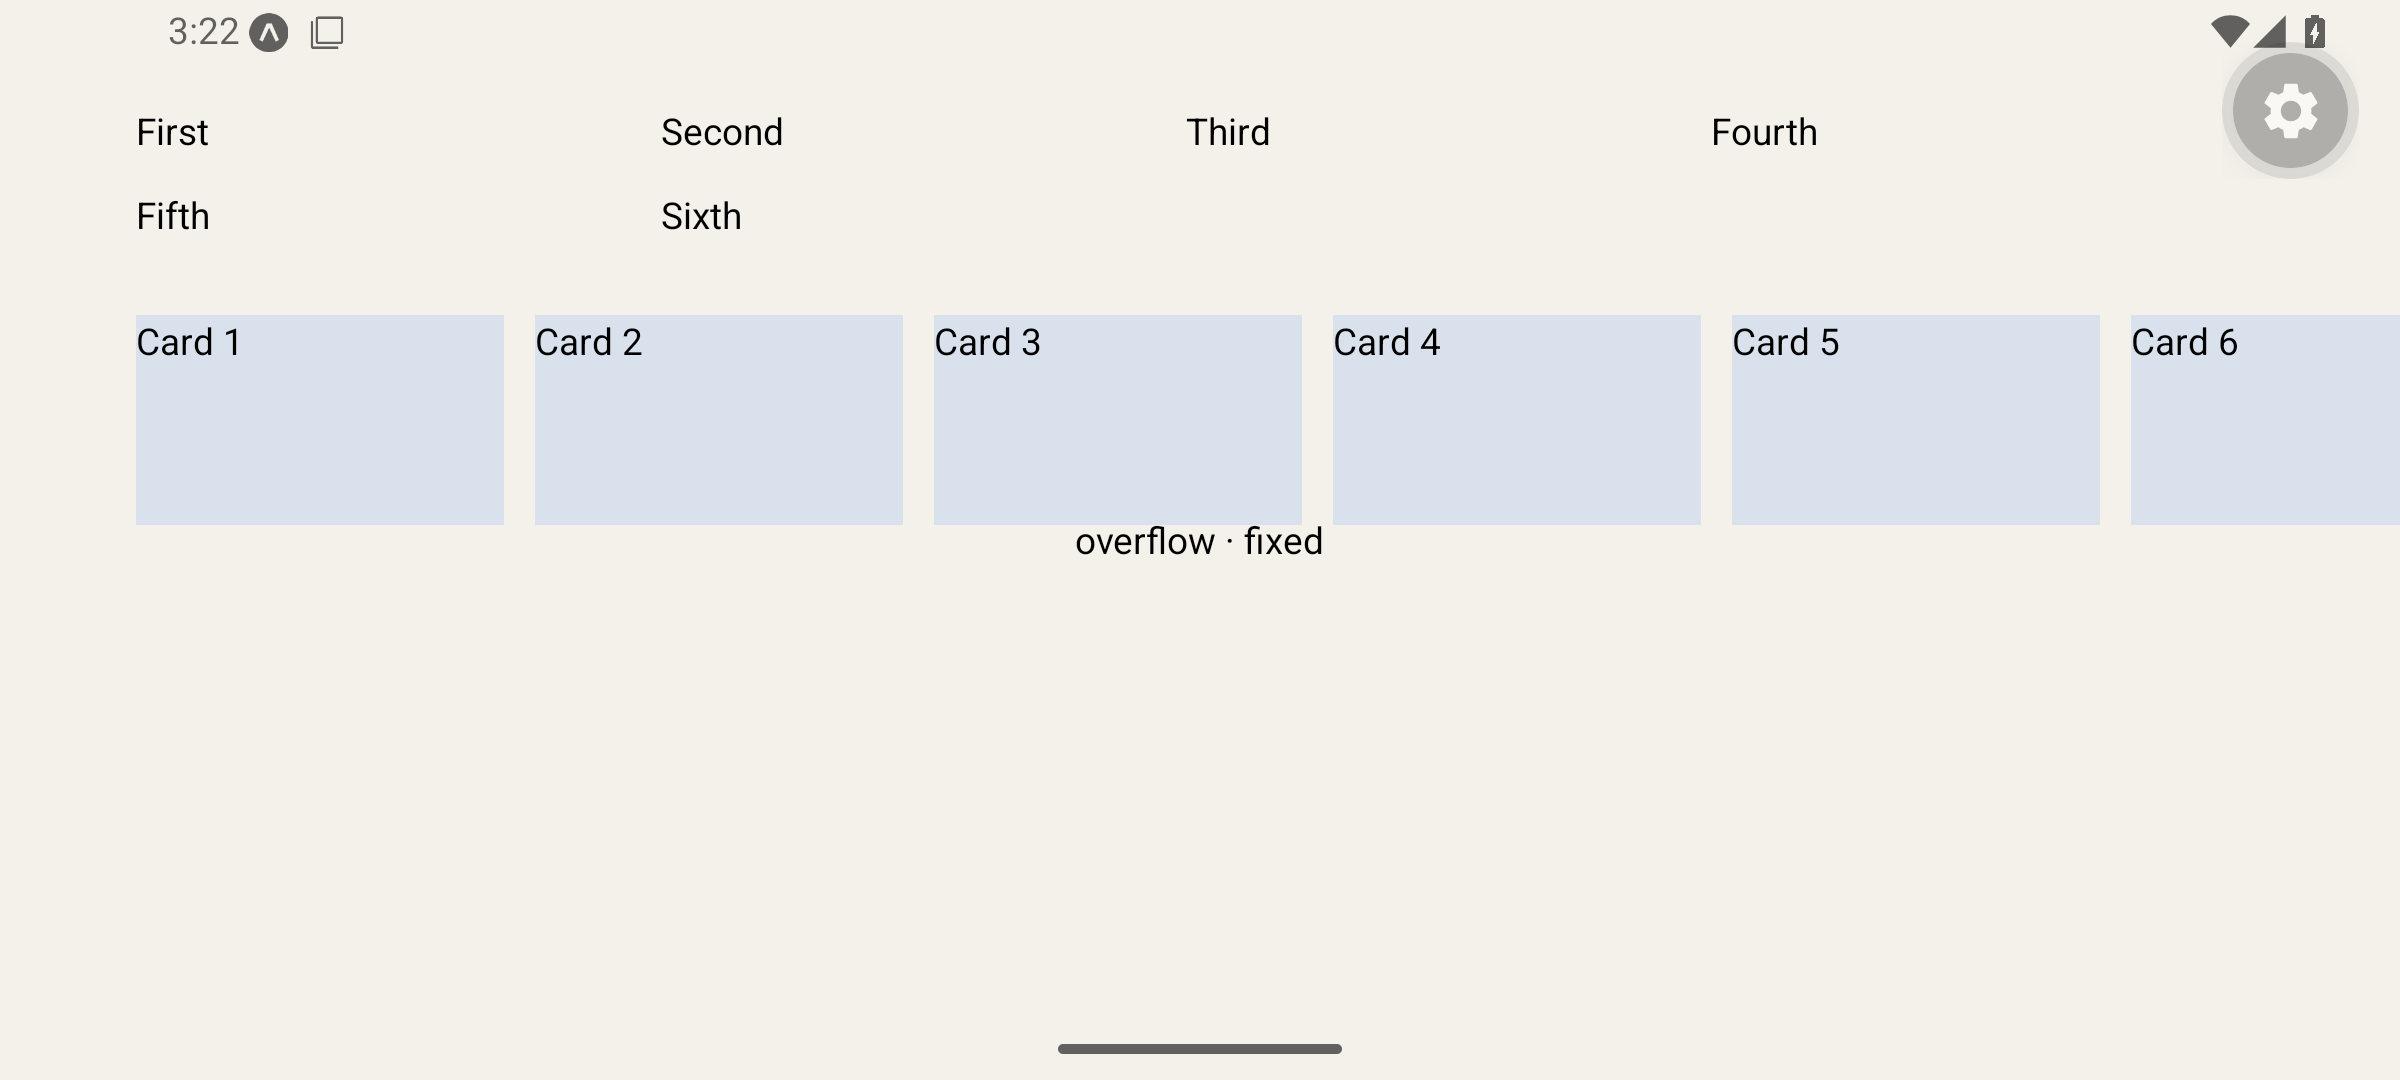 3:22
First Second Third Fourth
Fifth Sixth
Card 1 Card 2 Card 3 Card 4 Card 5 Card 6
overflow · fixed